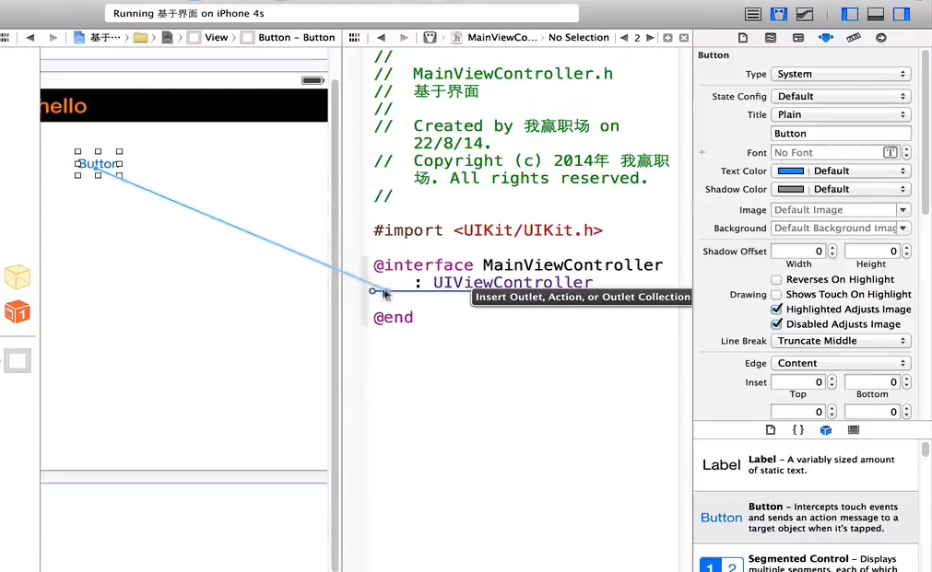 Running 基于界面 on iPhone 4s
基于··· View Button – Button
MainViewCo... No Selection 2
hello
Button
//
// MainViewController.h
// 基于界面
//
// Created by 我赢职场 on
22/8/14.
// Copyright (c) 2014年 我赢职
场. All rights reserved.
//
#import <UIKit/UIKit.h>
@interface MainViewController
: UIViewController
Insert Outlet, Action, or Outlet Collection
@end
Button
Type System
State Config Default
Title Plain
Button
Font No Font
Text Color Default
Shadow Color Default
Image Default Image
Background Default Background Imag
Shadow Offset 0 0
Width Height
Reverses On Highlight
Drawing Shows Touch On Highlight
Highlighted Adjusts Image
Disabled Adjusts Image
Line Break Truncate Middle
Edge Content
Inset 0 0
Top Bottom
0 0
Label
Label – A variably sized amount
of static text.
Button
Button – Intercepts touch events
and sends an action message to a
target object when it's tapped.
1 2
Segmented Control – Displays
multiple segments, each of which